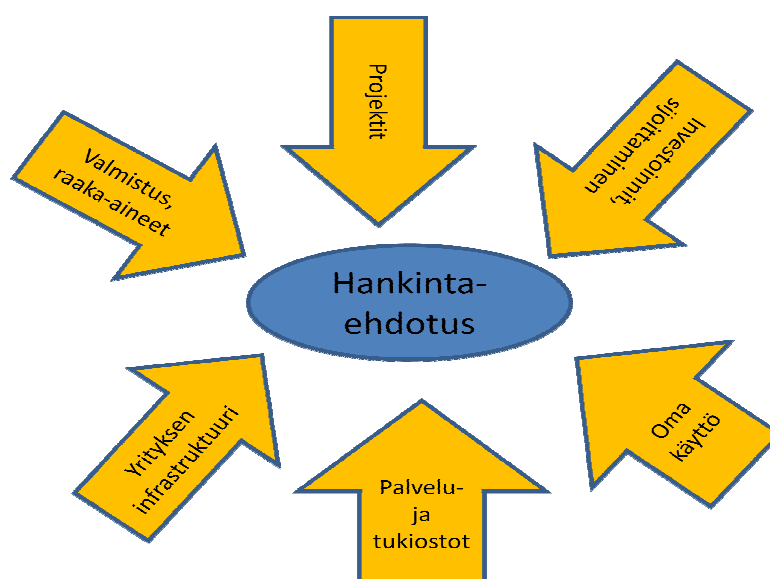 Projektit
Investoinnit,
sijoittaminen
Valmistus,
raaka-aineet
Hankinta-
ehdotus
Yrityksen
infrastruktuuri
Oma
käyttö
Palvelu-
ja
tukiostot